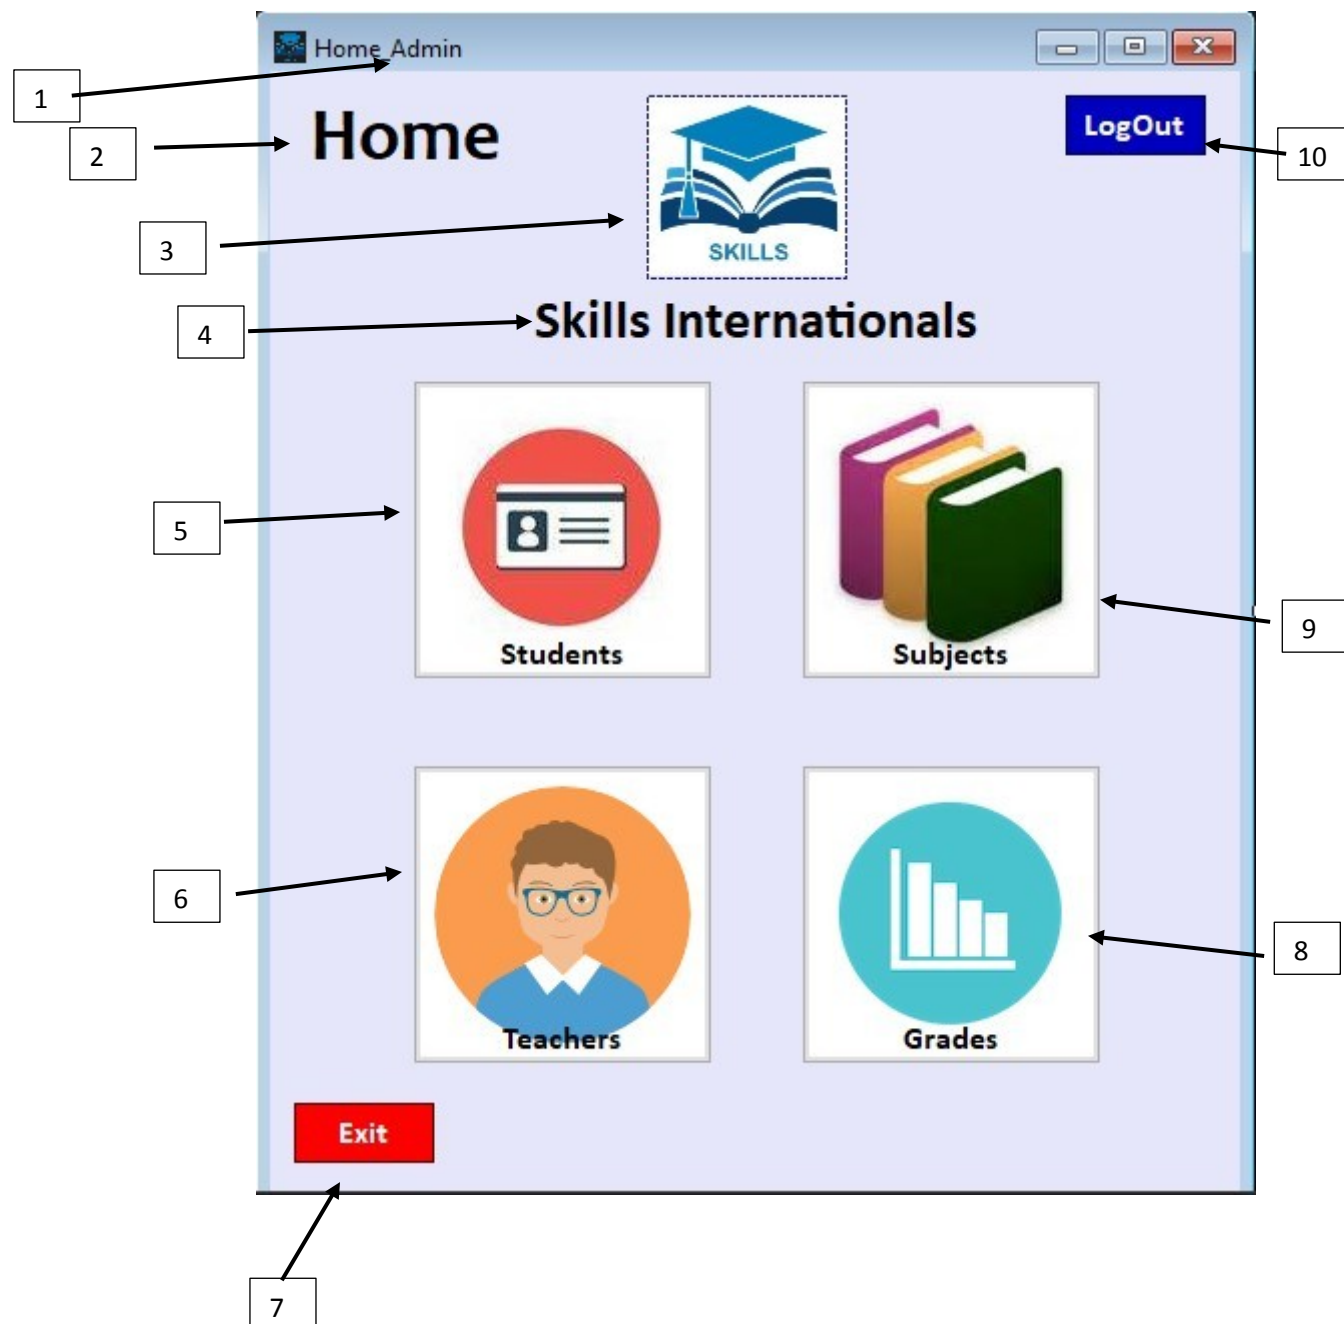 Home_Admin
1
Home
LogOut
2
10
3
SKILLS
4
Skills Internationals
5
9
Students
Subjects
6
8
Teachers
Grades
Exit
7